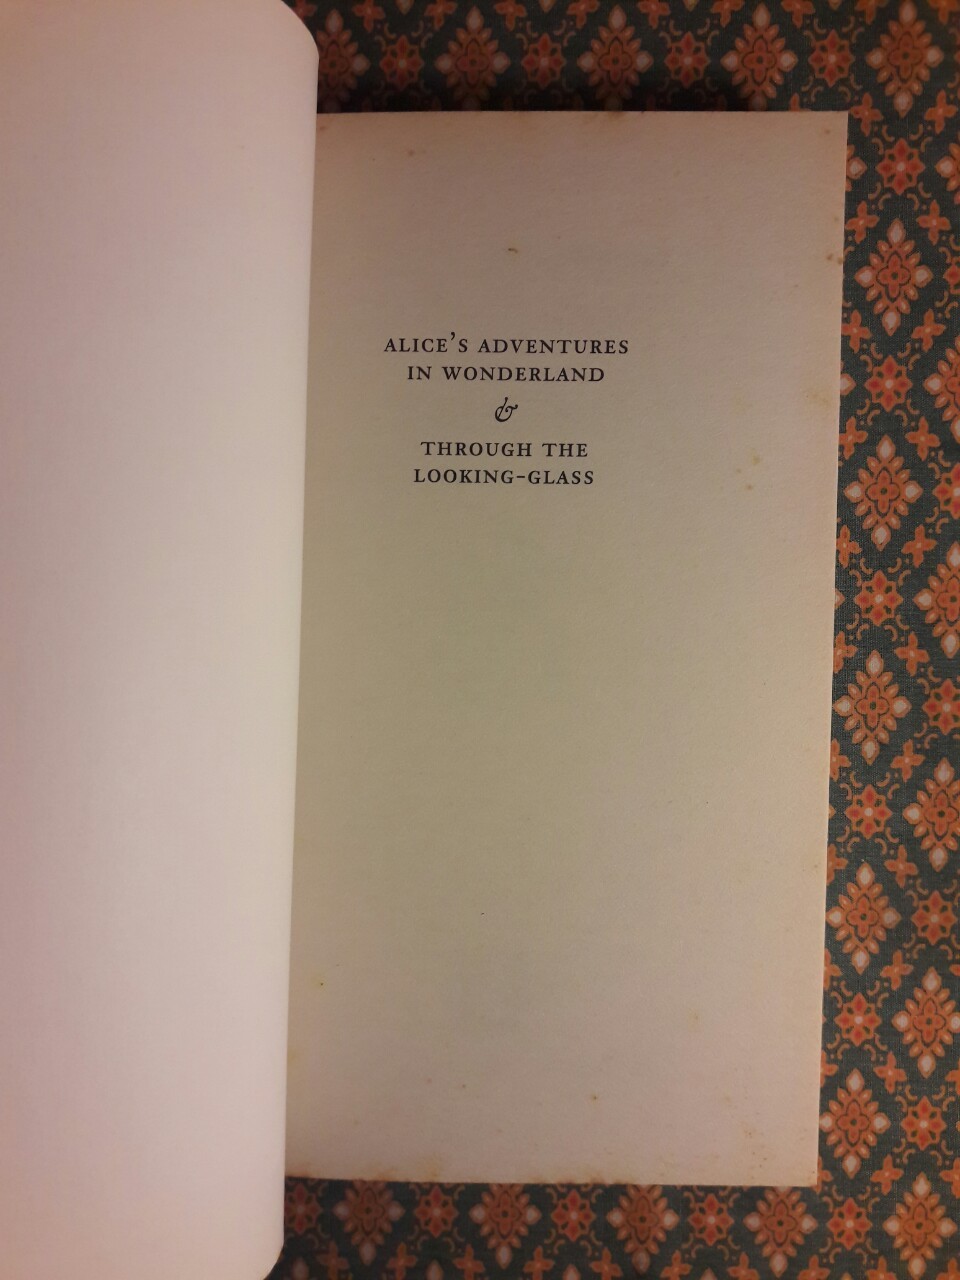 ALICE'S ADVENTURES
IN WONDERLAND
&
THROUGH THE
LOOKING-GLASS